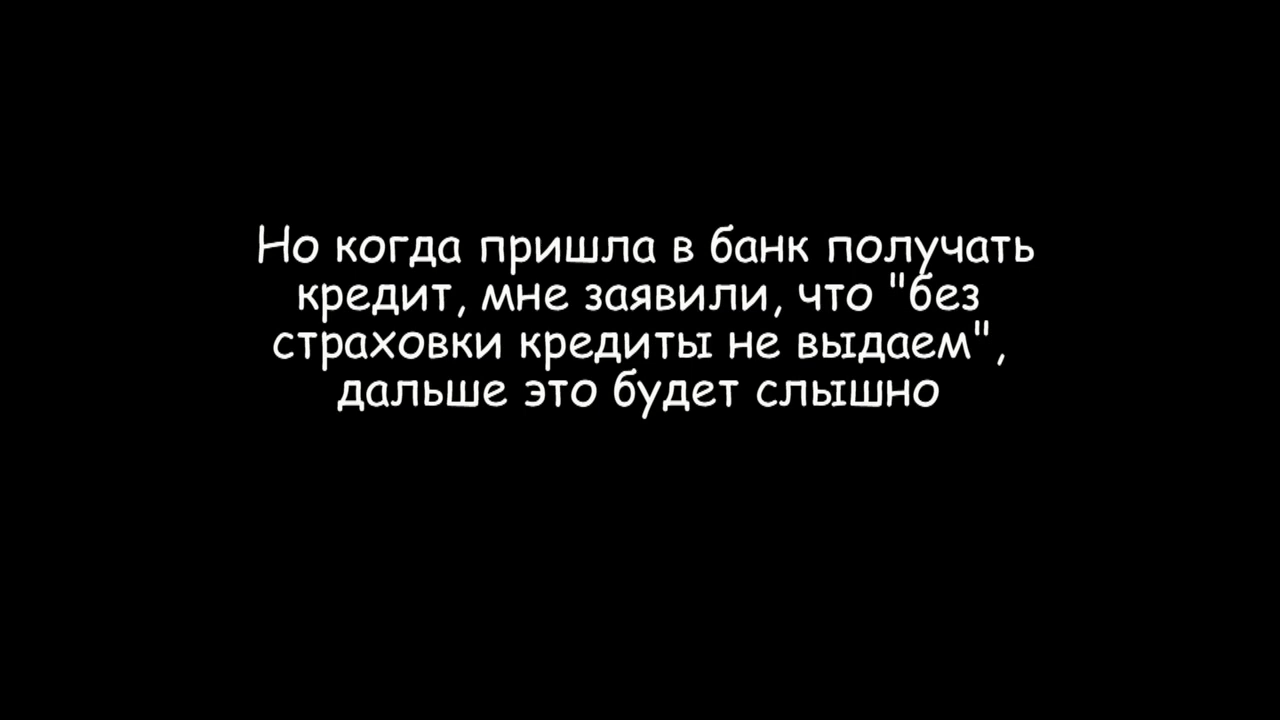 Но когда пришла в банк получать
кредит, мне заявили, что "без
страховки кредиты не выдаем",
дальше это будет слышно